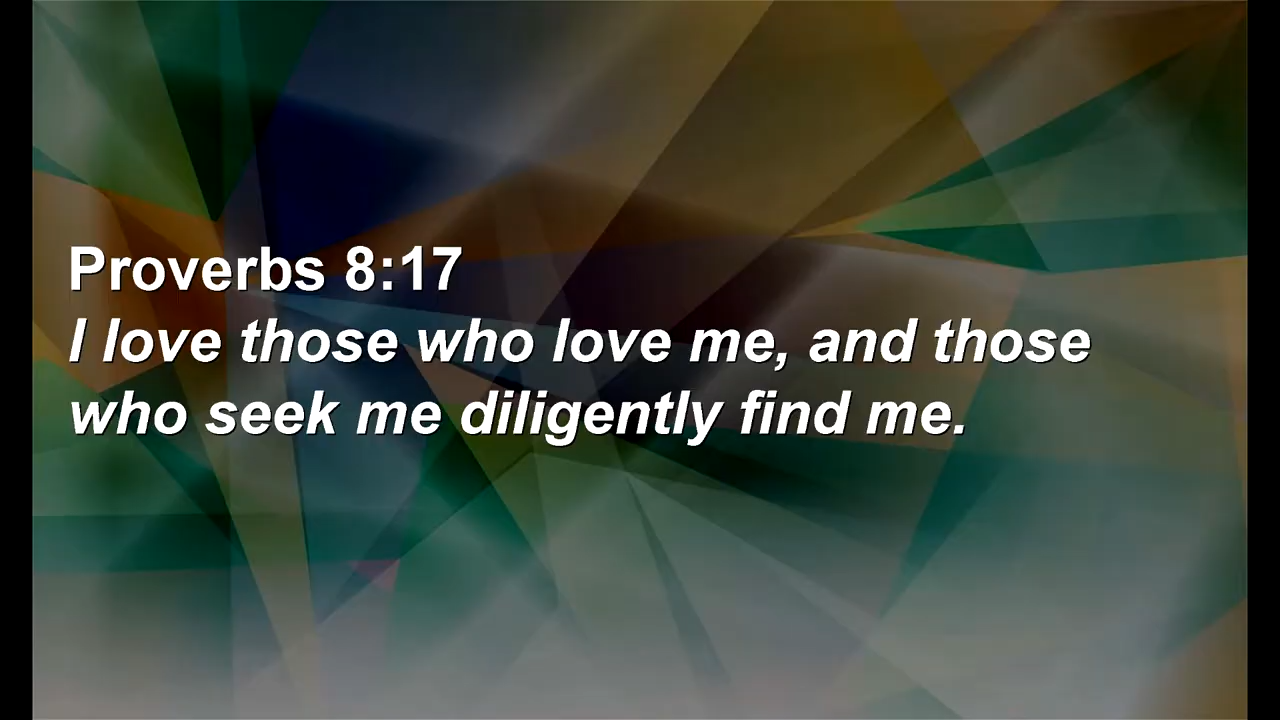 Proverbs 8:17
I love those who love me, and those
who seek me diligently find me.